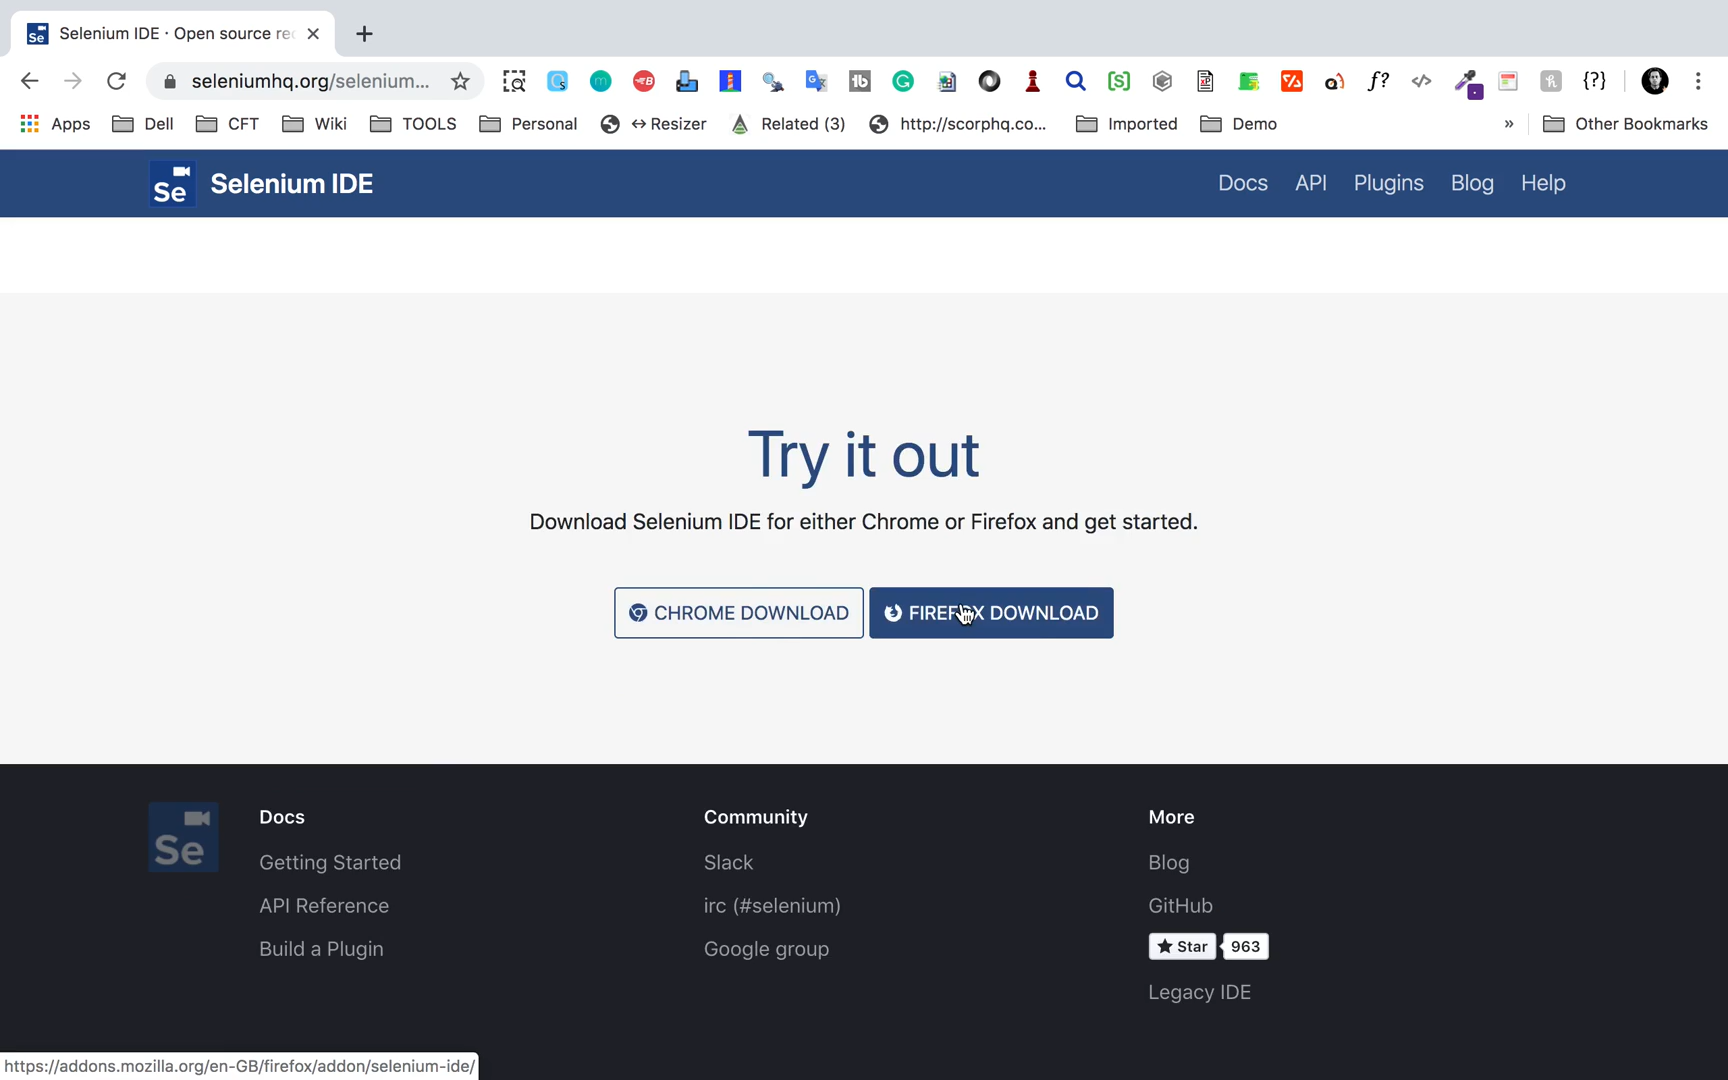 Selenium IDE · Open source rec
seleniumhq.org/selenium...
Apps
Dell
CFT
Wiki
TOOLS
Personal
↔Resizer
Related (3)
http://scorphq.co...
Imported
Demo
»
Other Bookmarks
Se
Selenium IDE
Docs
API
Plugins
Blog
Help
Try it out
Download Selenium IDE for either Chrome or Firefox and get started.
CHROME DOWNLOAD
FIREFOX DOWNLOAD
Se
Docs
Getting Started
API Reference
Build a Plugin
Community
Slack
irc (#selenium)
Google group
More
Blog
GitHub
Star
963
Legacy IDE
https://addons.mozilla.org/en-GB/firefox/addon/selenium-ide/